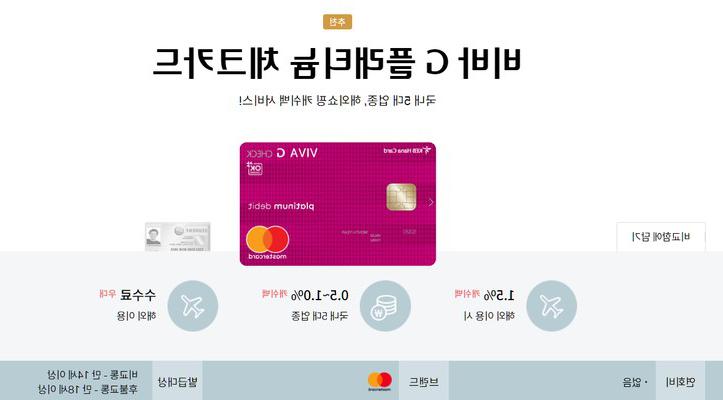 추천
비바 G 플래티늄 체크카드
국내 5대 업종, 해외쇼핑 캐쉬백 서비스!
KEB Hana Card
VIVA G CHECK
OK
platinum debit
mastercard
비교함에 담기
1.5% 캐쉬백
해외 이용 시
0.5~1.0% 캐쉬백
국내 5대 업종
수수료 우대
해외 이용
연회비
· 없음
브랜드
mastercard
발급대상
비교통 - 만 14세 이상
후불교통 - 만 18세 이상